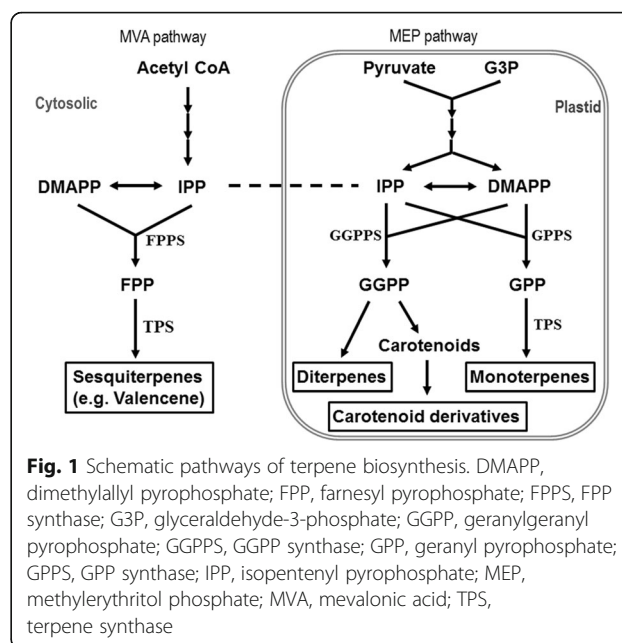 MVA pathway
MEP pathway
Acetyl CoA
Pyruvate G3P
Cytosolic
Plastid
DMAPP IPP IPP DMAPP
FPPS GGPPS GPPS
FPP GGPP GPP
TPS Carotenoids TPS
Sesquiterpenes
(e.g. Valencene)
Diterpenes Monoterpenes
Carotenoid derivatives
Fig. 1 Schematic pathways of terpene biosynthesis. DMAPP,
dimethylallyl pyrophosphate; FPP, farnesyl pyrophosphate; FPPS, FPP
synthase; G3P, glyceraldehyde-3-phosphate; GGPP, geranylgeranyl
pyrophosphate; GGPPS, GGPP synthase; GPP, geranyl pyrophosphate;
GPPS, GPP synthase; IPP, isopentenyl pyrophosphate; MEP,
methylerythritol phosphate; MVA, mevalonic acid; TPS,
terpene synthase